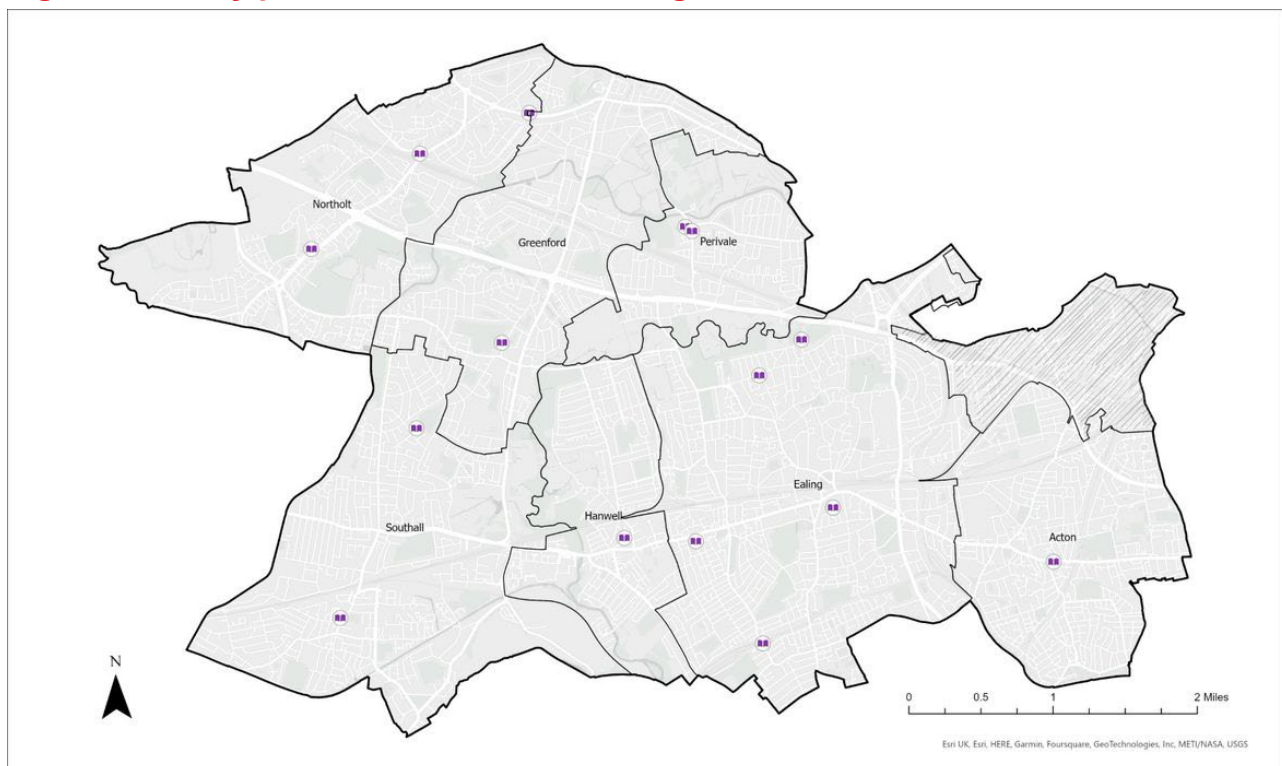 Northolt
Greenford
Perivale
Ealing
Hanwell
Southall
Acton
N
0 0.5 1 2 Miles
Esri UK, Esri, HERE, Garmin, Foursquare, GeoTechnologies, Inc, METI/NASA, USGS